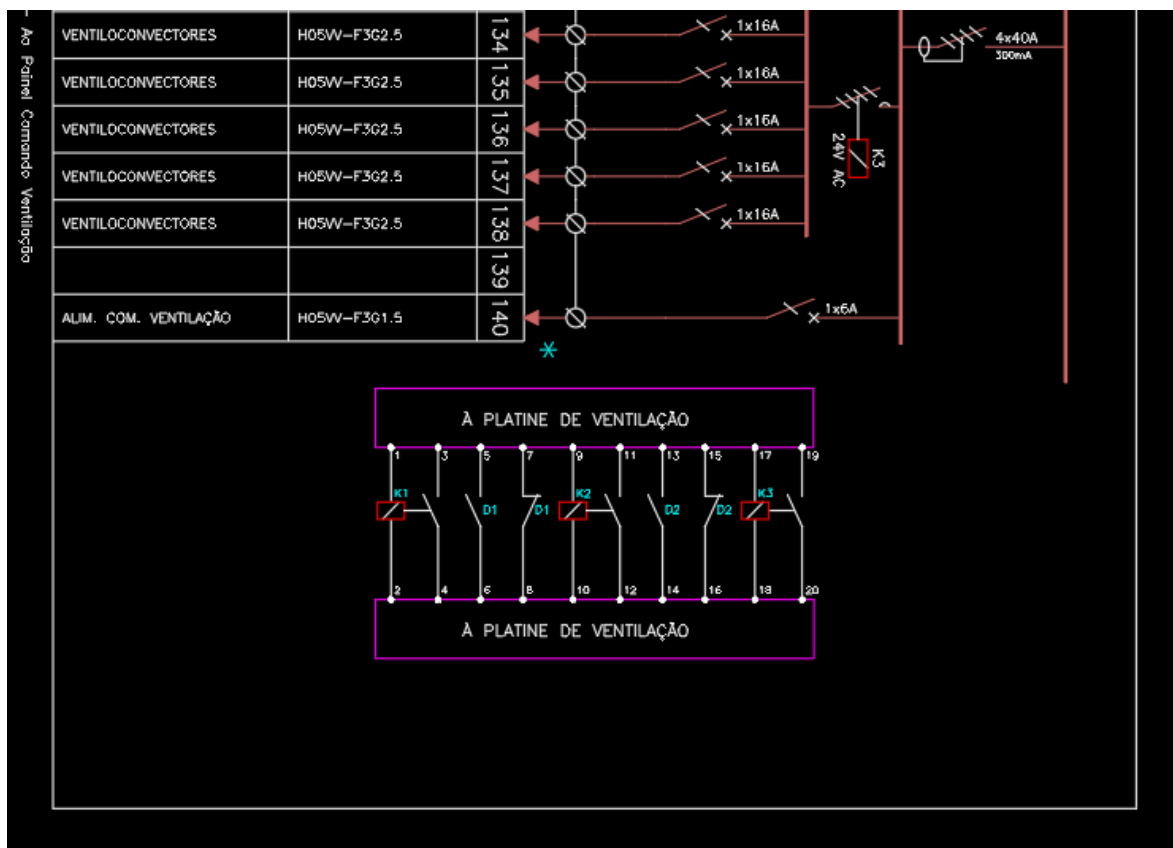 - Ao Painel Comando Ventilação
VENTILOCONVECTORES H05VV-F3G2.5 134 1x16A
4x40A
300mA
VENTILOCONVECTORES H05VV-F3G2.5 135 1x16A
VENTILOCONVECTORES H05VV-F3G2.5 136 1x16A
K3
24V AC
VENTILOCONVECTORES H05VV-F3G2.5 137 1x16A
VENTILOCONVECTORES H05VV-F3G2.5 138 1x16A
139
ALIM. COM. VENTILAÇÃO H05VV-F3G1.5 140 1x6A
*
À PLATINE DE VENTILAÇÃO
1 3 5 7 9 11 13 15 17 19
K1 D1 D1 K2 D2 D2 K3
2 4 6 8 10 12 14 16 18 20
À PLATINE DE VENTILAÇÃO